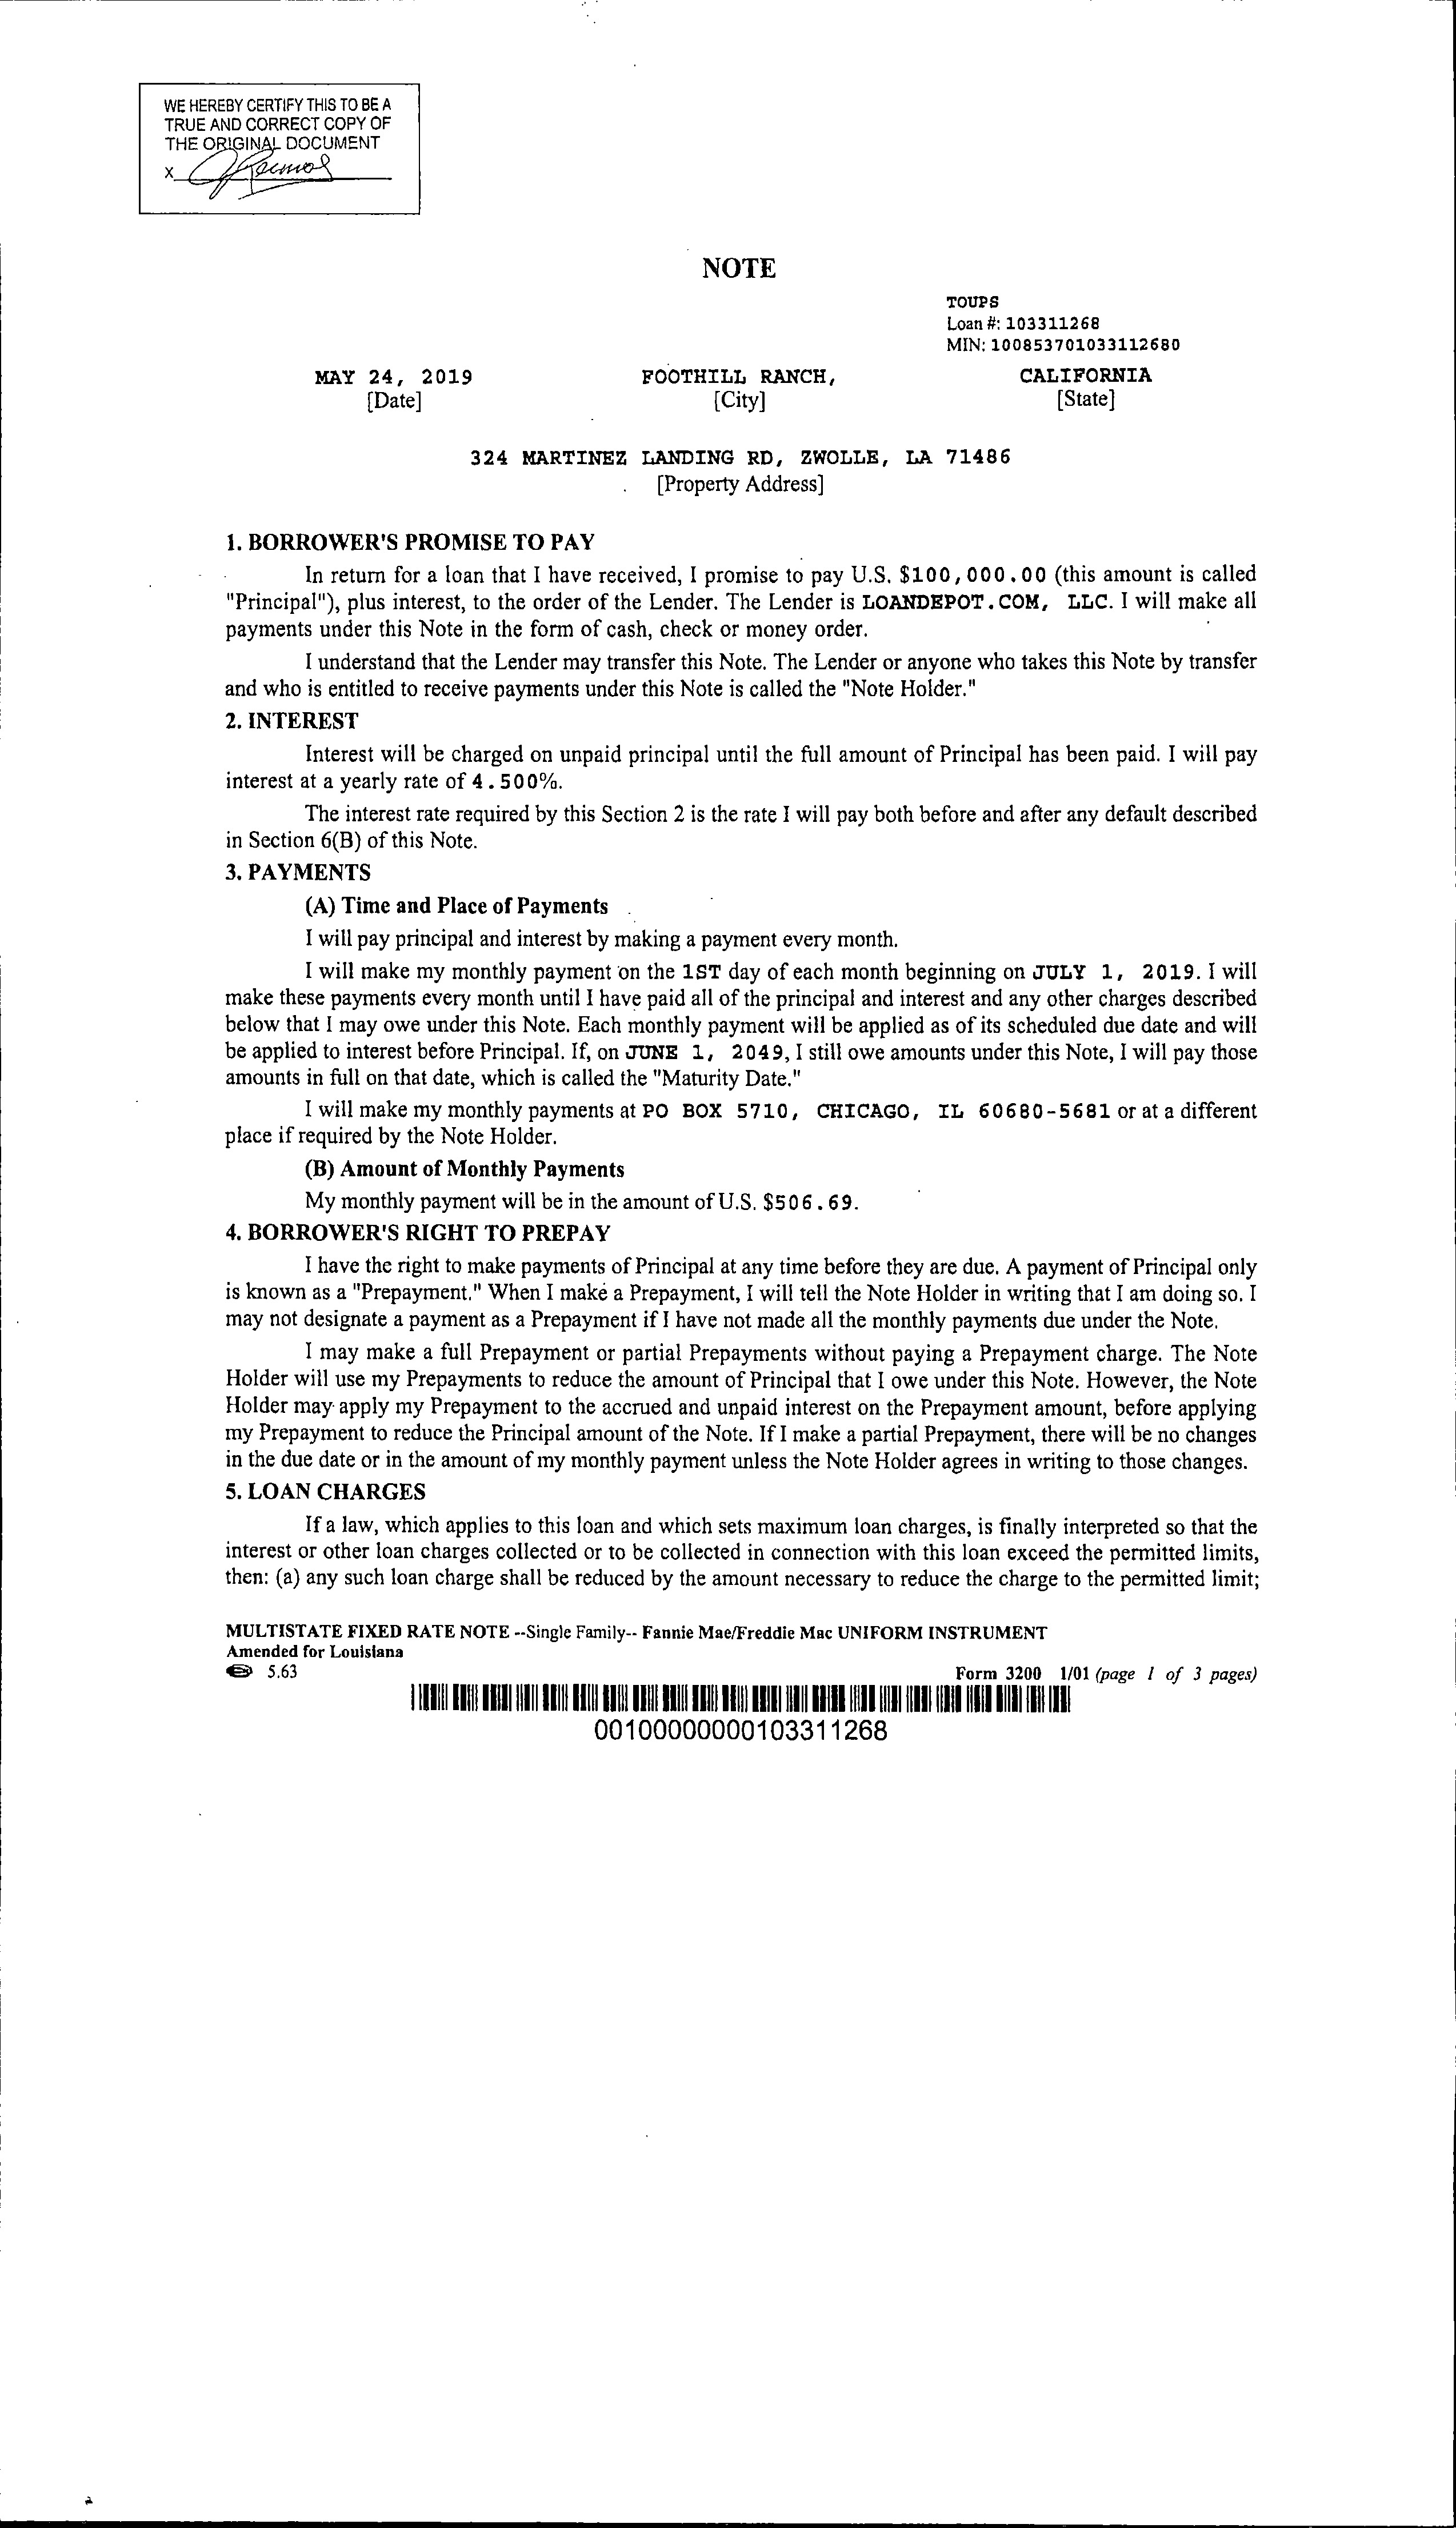 WE HEREBY CERTIFY THIS TO BE A
TRUE AND CORRECT COPY OF
THE ORIGINAL DOCUMENT
X
NOTE
TOUPS
Loan #: 103311268
MIN: 100853701033112680
MAY 24, 2019 FOOTHILL RANCH, CALIFORNIA
[Date] [City] [State]
324 MARTINEZ LANDING RD, ZWOLLE, LA 71486
[Property Address]
1. BORROWER'S PROMISE TO PAY
In return for a loan that I have received, I promise to pay U.S. $100,000.00 (this amount is called
"Principal"), plus interest, to the order of the Lender. The Lender is LOANDEPOT.COM, LLC. I will make all
payments under this Note in the form of cash, check or money order.
I understand that the Lender may transfer this Note. The Lender or anyone who takes this Note by transfer
and who is entitled to receive payments under this Note is called the "Note Holder."
2. INTEREST
Interest will be charged on unpaid principal until the full amount of Principal has been paid. I will pay
interest at a yearly rate of 4.500%.
The interest rate required by this Section 2 is the rate I will pay both before and after any default described
in Section 6(B) of this Note.
3. PAYMENTS
(A) Time and Place of Payments
I will pay principal and interest by making a payment every month.
I will make my monthly payment on the 1ST day of each month beginning on JULY 1, 2019. I will
make these payments every month until I have paid all of the principal and interest and any other charges described
below that I may owe under this Note. Each monthly payment will be applied as of its scheduled due date and will
be applied to interest before Principal. If, on JUNE 1, 2049, I still owe amounts under this Note, I will pay those
amounts in full on that date, which is called the "Maturity Date."
I will make my monthly payments at PO BOX 5710, CHICAGO, IL 60680-5681 or at a different
place if required by the Note Holder.
(B) Amount of Monthly Payments
My monthly payment will be in the amount of U.S. $506.69.
4. BORROWER'S RIGHT TO PREPAY
I have the right to make payments of Principal at any time before they are due. A payment of Principal only
is known as a "Prepayment." When I make a Prepayment, I will tell the Note Holder in writing that I am doing so. I
may not designate a payment as a Prepayment if I have not made all the monthly payments due under the Note.
I may make a full Prepayment or partial Prepayments without paying a Prepayment charge. The Note
Holder will use my Prepayments to reduce the amount of Principal that I owe under this Note. However, the Note
Holder may apply my Prepayment to the accrued and unpaid interest on the Prepayment amount, before applying
my Prepayment to reduce the Principal amount of the Note. If I make a partial Prepayment, there will be no changes
in the due date or in the amount of my monthly payment unless the Note Holder agrees in writing to those changes.
5. LOAN CHARGES
If a law, which applies to this loan and which sets maximum loan charges, is finally interpreted so that the
interest or other loan charges collected or to be collected in connection with this loan exceed the permitted limits,
then: (a) any such loan charge shall be reduced by the amount necessary to reduce the charge to the permitted limit;
MULTISTATE FIXED RATE NOTE --Single Family-- Fannie Mae/Freddie Mac UNIFORM INSTRUMENT
Amended for Louisiana
5.63 Form 3200 1/01 (page 1 of 3 pages)
00100000000103311268